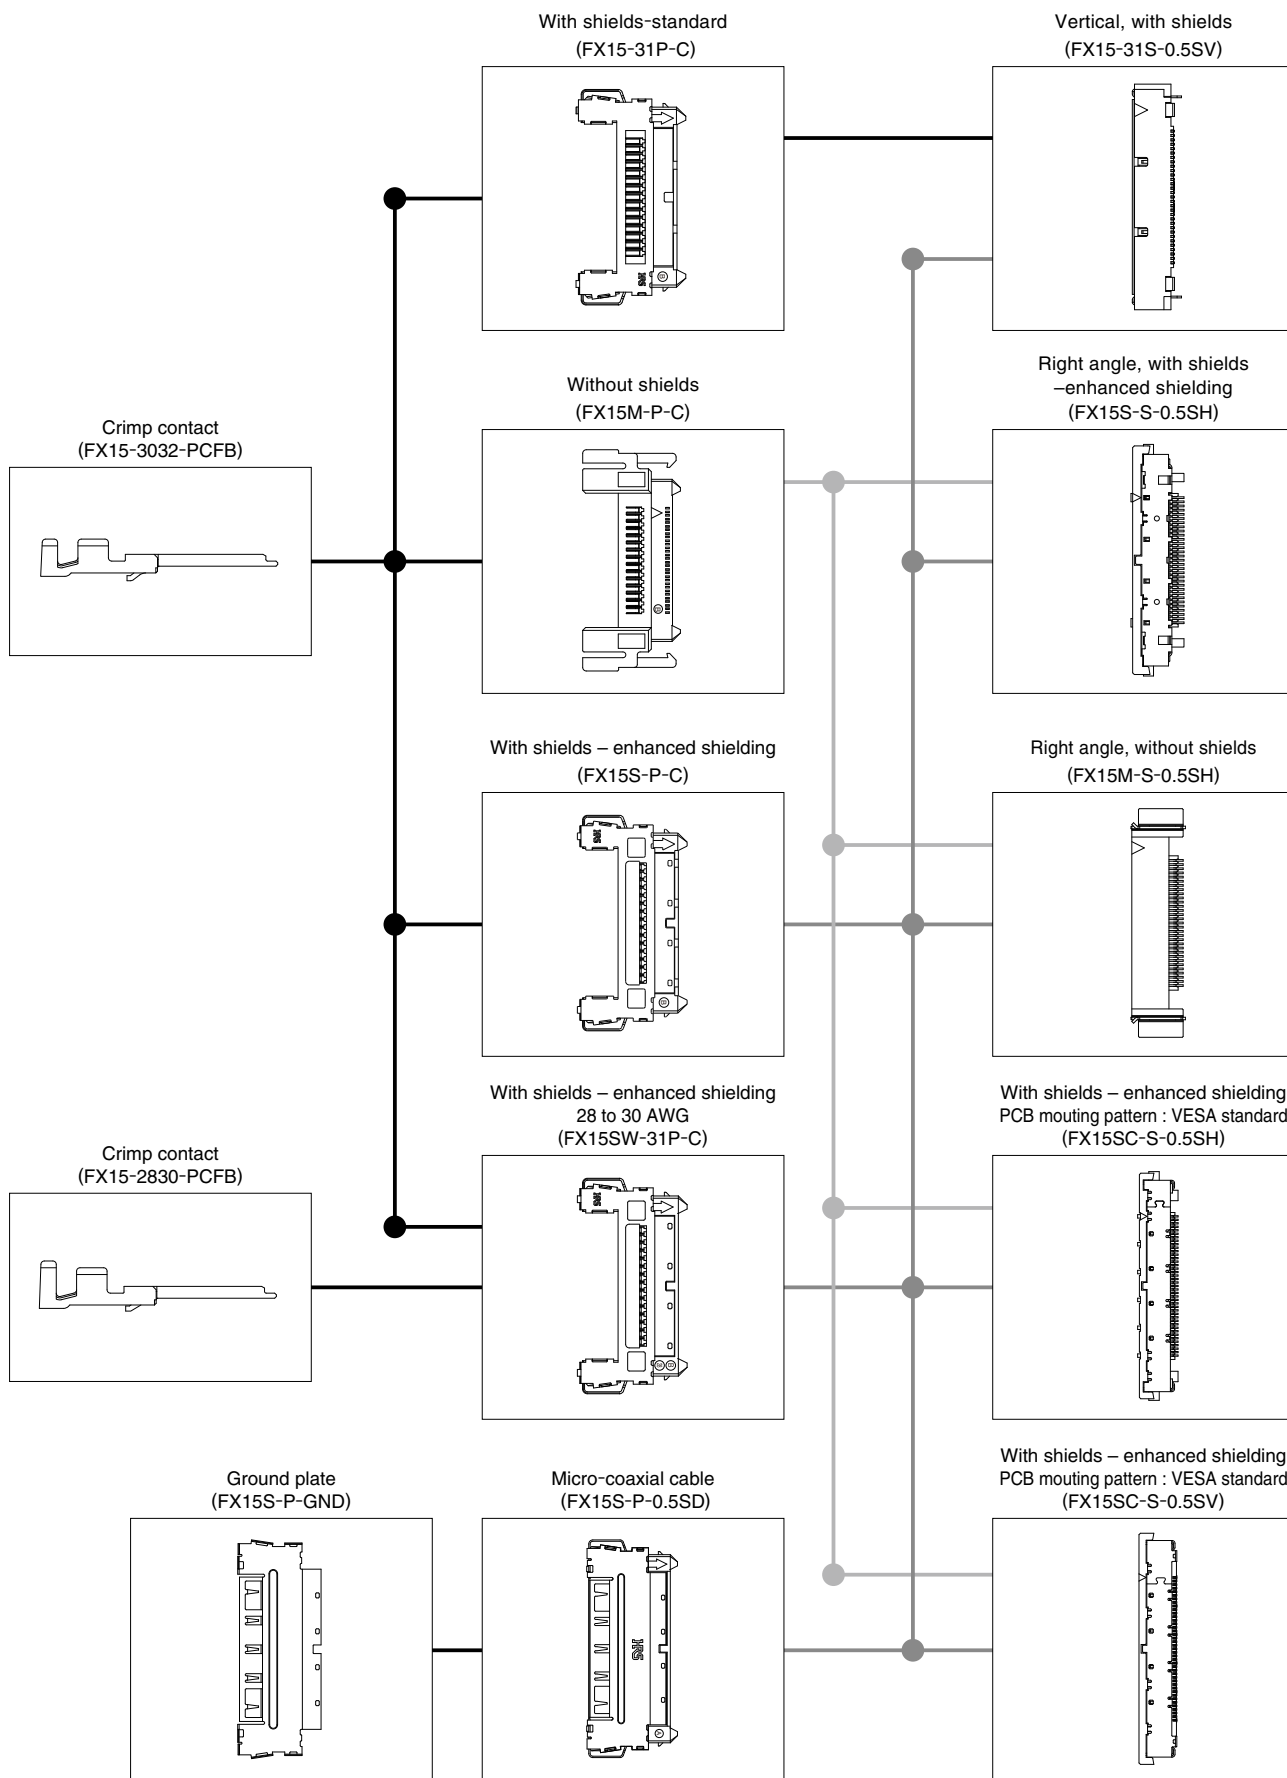 With shields-standard
(FX15-31P-C)
Vertical, with shields
(FX15-31S-0.5SV)
HRS
B
Without shields
(FX15M-P-C)
Right angle, with shields
–enhanced shielding
(FX15S-S-0.5SH)
Crimp contact
(FX15-3032-PCFB)
With shields – enhanced shielding
(FX15S-P-C)
Right angle, without shields
(FX15M-S-0.5SH)
HRS
B
With shields – enhanced shielding
28 to 30 AWG
(FX15SW-31P-C)
With shields – enhanced shielding
PCB mouting pattern : VESA standard
(FX15SC-S-0.5SH)
Crimp contact
(FX15-2830-PCFB)
HRS
Ground plate
(FX15S-P-GND)
Micro-coaxial cable
(FX15S-P-0.5SD)
With shields – enhanced shielding
PCB mouting pattern : VESA standard
(FX15SC-S-0.5SV)
HRS
A